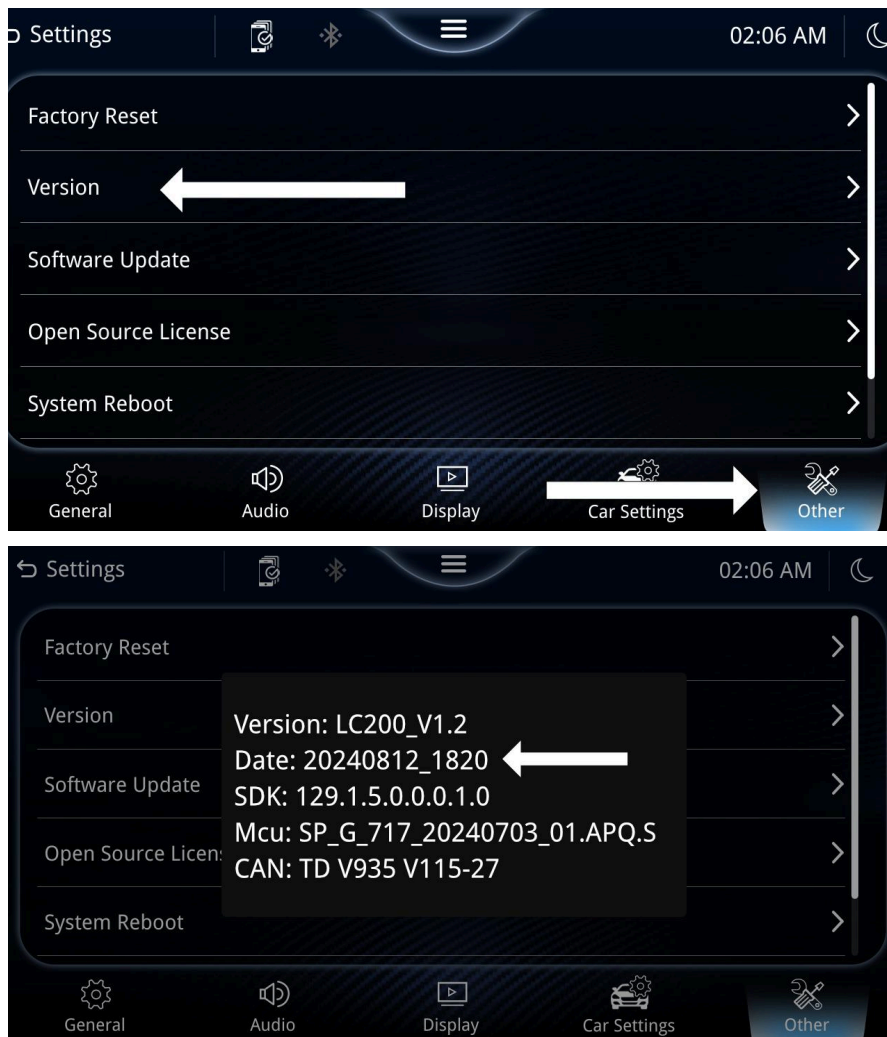 Settings
02:06 AM
Factory Reset
Version
Software Update
Open Source License
System Reboot
General
Audio
Display
Car Settings
Other
Settings
02:06 AM
Factory Reset
Version
Software Update
Open Source Licens
System Reboot
Version: LC200_V1.2
Date: 20240812_1820
SDK: 129.1.5.0.0.0.1.0
Mcu: SP_G_717_20240703_01.APQ.S
CAN: TD V935 V115-27
General
Audio
Display
Car Settings
Other